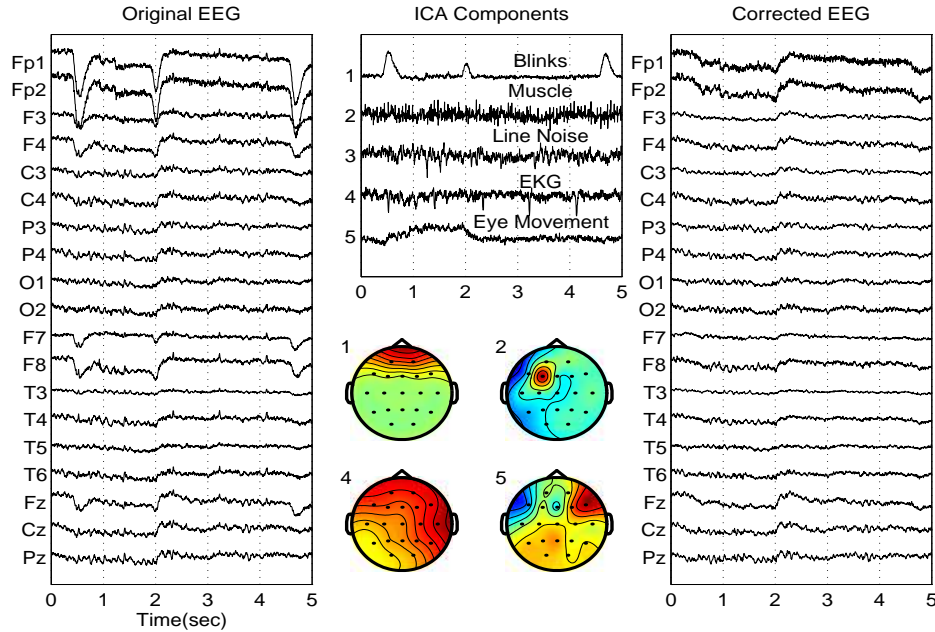 Original EEG
Fp1
Fp2
F3
F4
C3
C4
P3
P4
O1
O2
F7
F8
T3
T4
T5
T6
Fz
Cz
Pz
0 1 2 3 4 5
Time(sec)
ICA Components
1 Blinks
2 Muscle
3 Line Noise
4 EKG
5 Eye Movement
0 1 2 3 4 5
1 2
4 5
Corrected EEG
Fp1
Fp2
F3
F4
C3
C4
P3
P4
O1
O2
F7
F8
T3
T4
T5
T6
Fz
Cz
Pz
0 1 2 3 4 5